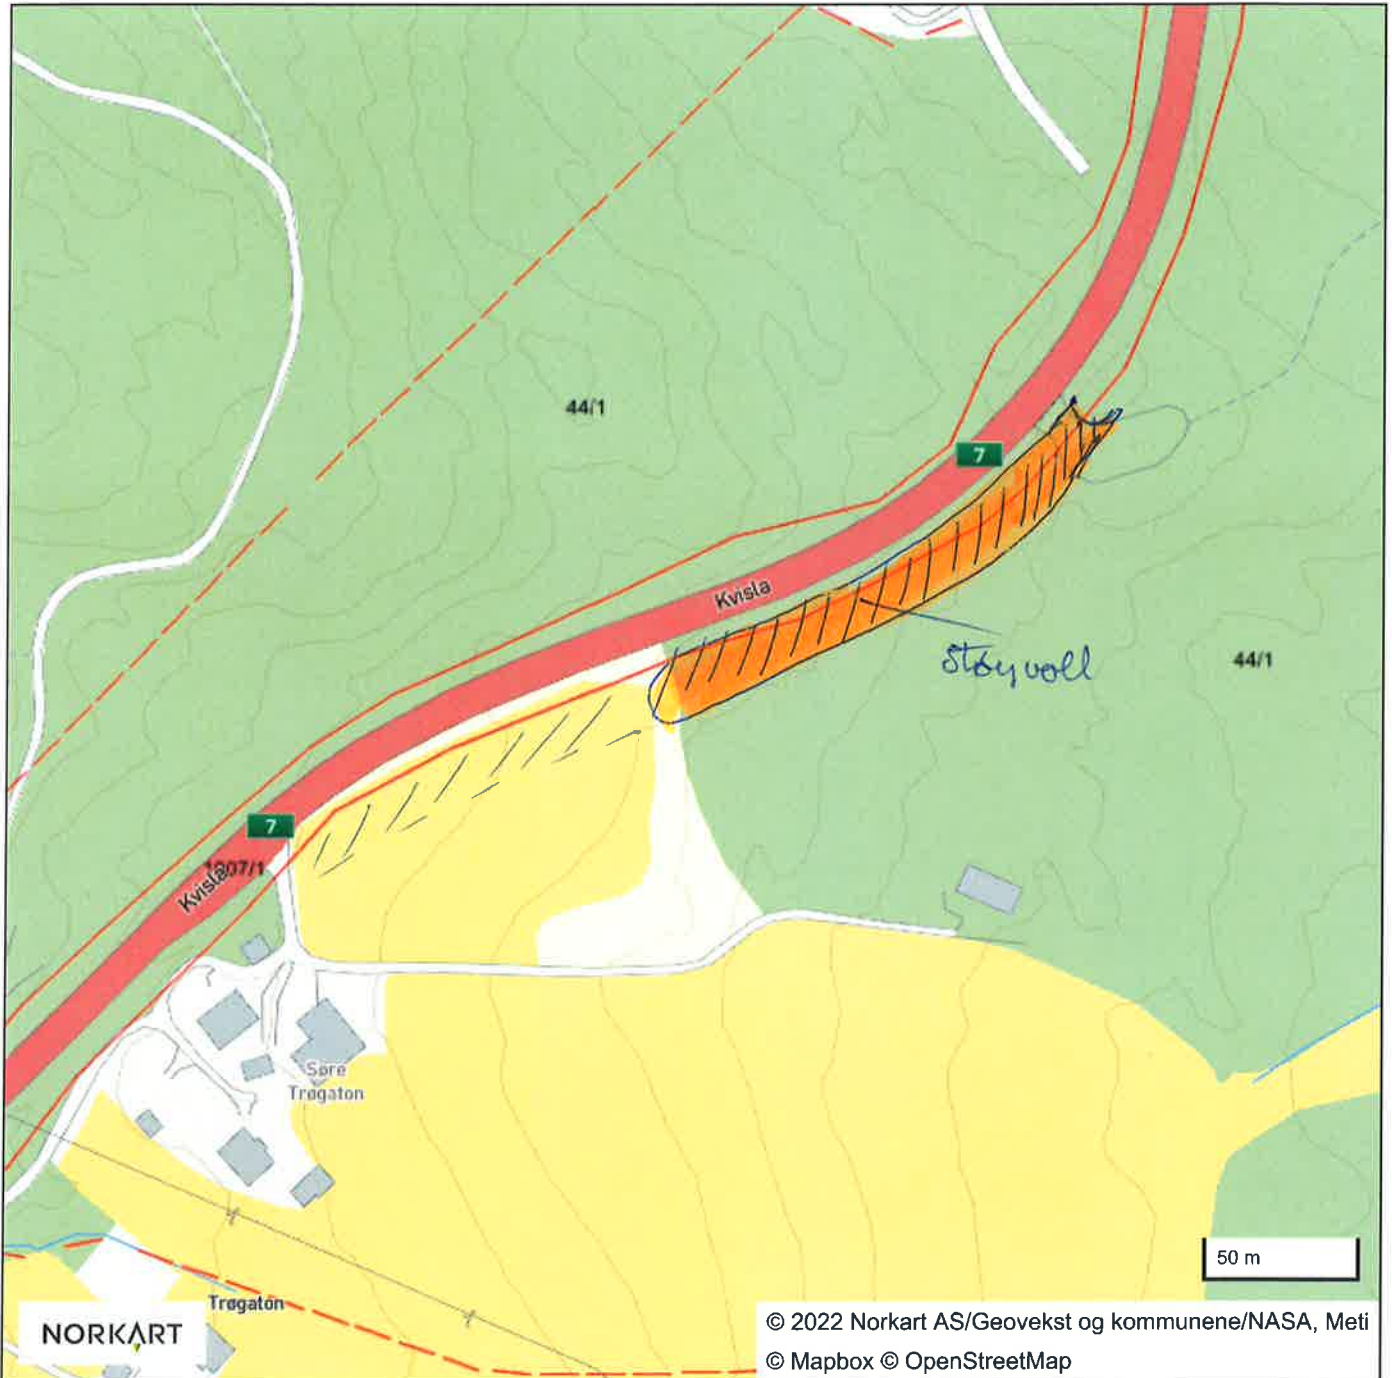 44/1
7
Kvisla
Støyvoll
44/1
7
1007/1
Kvisla
Søre
Trøgaton
50 m
Trøgaton
NORKART
© 2022 Norkart AS/Geovekst og kommunene/NASA, Meti
© Mapbox © OpenStreetMap